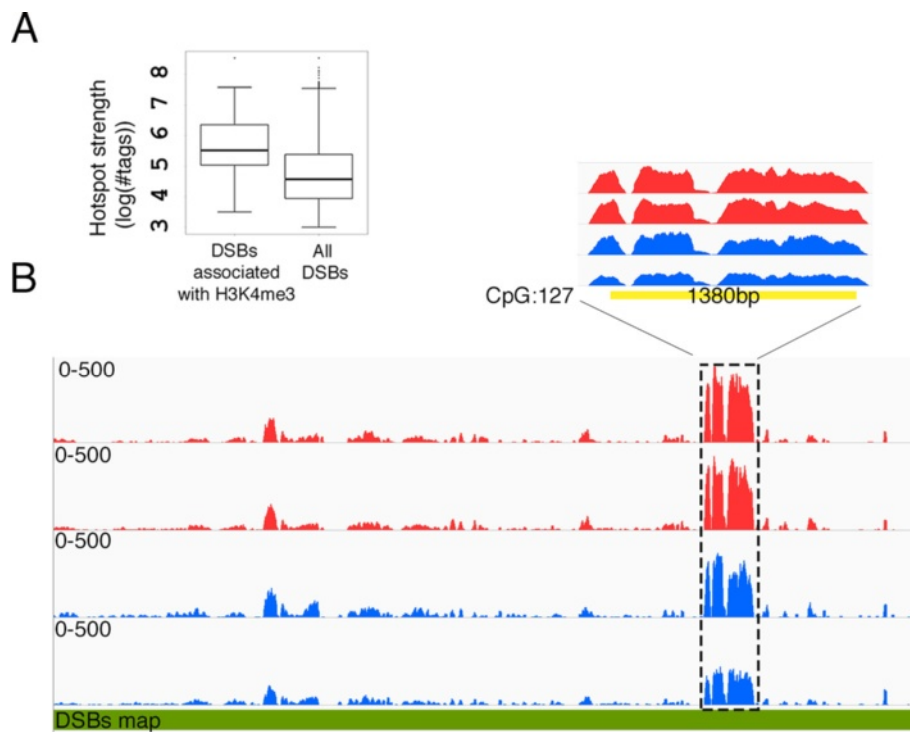 A
Hotspot strength
(log(#tags))
8
7
6
5
4
3
DSBs
associated
with H3K4me3
All
DSBs
B
CpG:127
1380bp
0-500
0-500
0-500
0-500
DSBs map